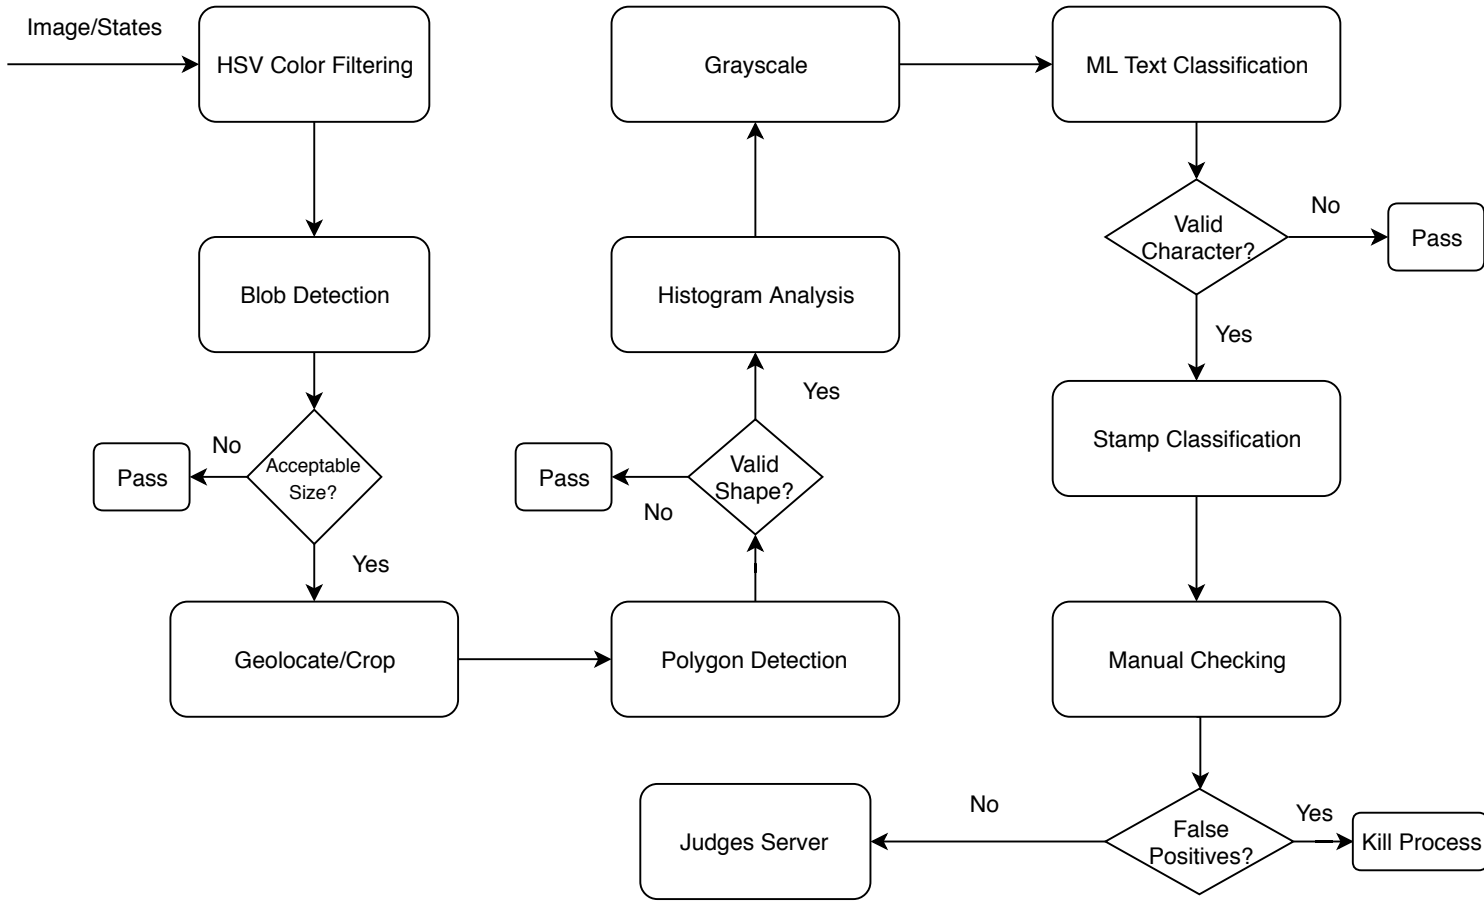 Image/States
HSV Color Filtering
Blob Detection
Acceptable
Size?
No
Pass
Yes
Geolocate/Crop
Polygon Detection
Valid
Shape?
No
Pass
Yes
Histogram Analysis
Grayscale
ML Text Classification
Valid
Character?
No
Pass
Yes
Stamp Classification
Manual Checking
False
Positives?
Yes
Kill Process
No
Judges Server